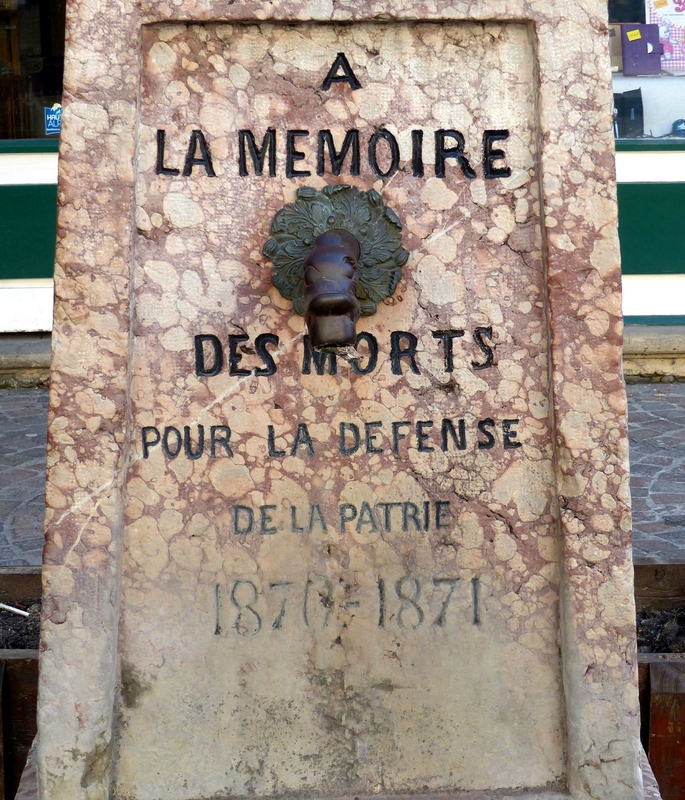 A
LA MEMOIRE
DES MORTS
POUR LA DEFENSE
DE LA PATRIE
1870-1871